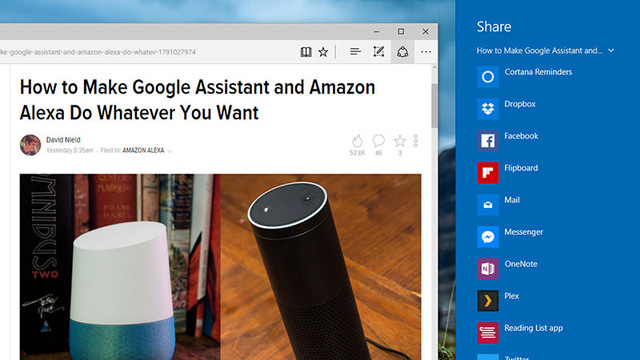 ke-google-assistant-and-amazon-alexa-do-whatev-1791027974
How to Make Google Assistant and Amazon
Alexa Do Whatever You Want
David Nield
Yesterday 8:35am Filed to: AMAZON ALEXA
52.8K 46 3
OMNIBUS
TWO
Share
How to Make Google Assistant and...
Cortana Reminders
Dropbox
Facebook
Flipboard
Mail
Messenger
OneNote
Plex
Reading List app
Twitter